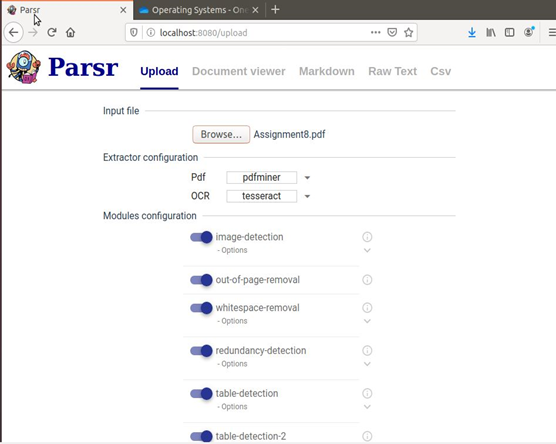 Parsr
Operating Systems - One
localhost:8080/upload
Parsr
Upload Document viewer Markdown Raw Text Csv
Input file
Browse... Assignment8.pdf
Extractor configuration
Pdf pdfminer
OCR tesseract
Modules configuration
image-detection
- Options
out-of-page-removal
whitespace-removal
- Options
redundancy-detection
- Options
table-detection
- Options
table-detection-2